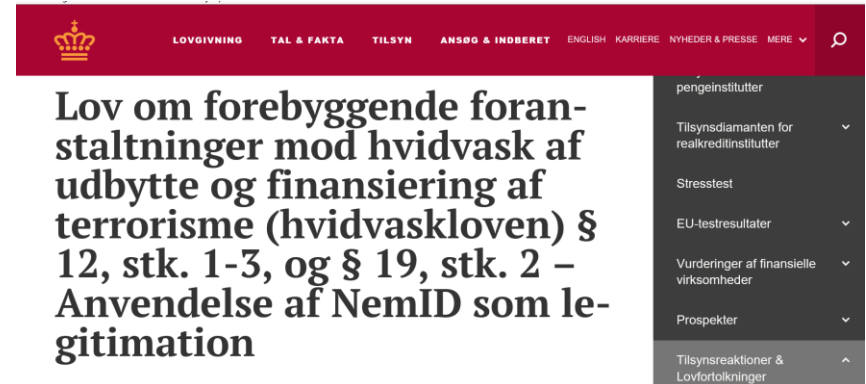 LOVGIVNING TAL & FAKTA TILSYN ANSØG & INDBERET ENGLISH KARRIERE NYHEDER & PRESSE MERE
Lov om forebyggende foran-
staltninger mod hvidvask af
udbytte og finansiering af
terrorisme (hvidvaskloven) §
12, stk. 1-3, og § 19, stk. 2 –
Anvendelse af NemID som le-
gitimation
pengeinstitutter
Tilsynsdiamanten for
realkreditinstitutter
Stresstest
EU-testresultater
Vurderinger af finansielle
virksomheder
Prospekter
Tilsynsreaktioner &
Lovfortolkninger